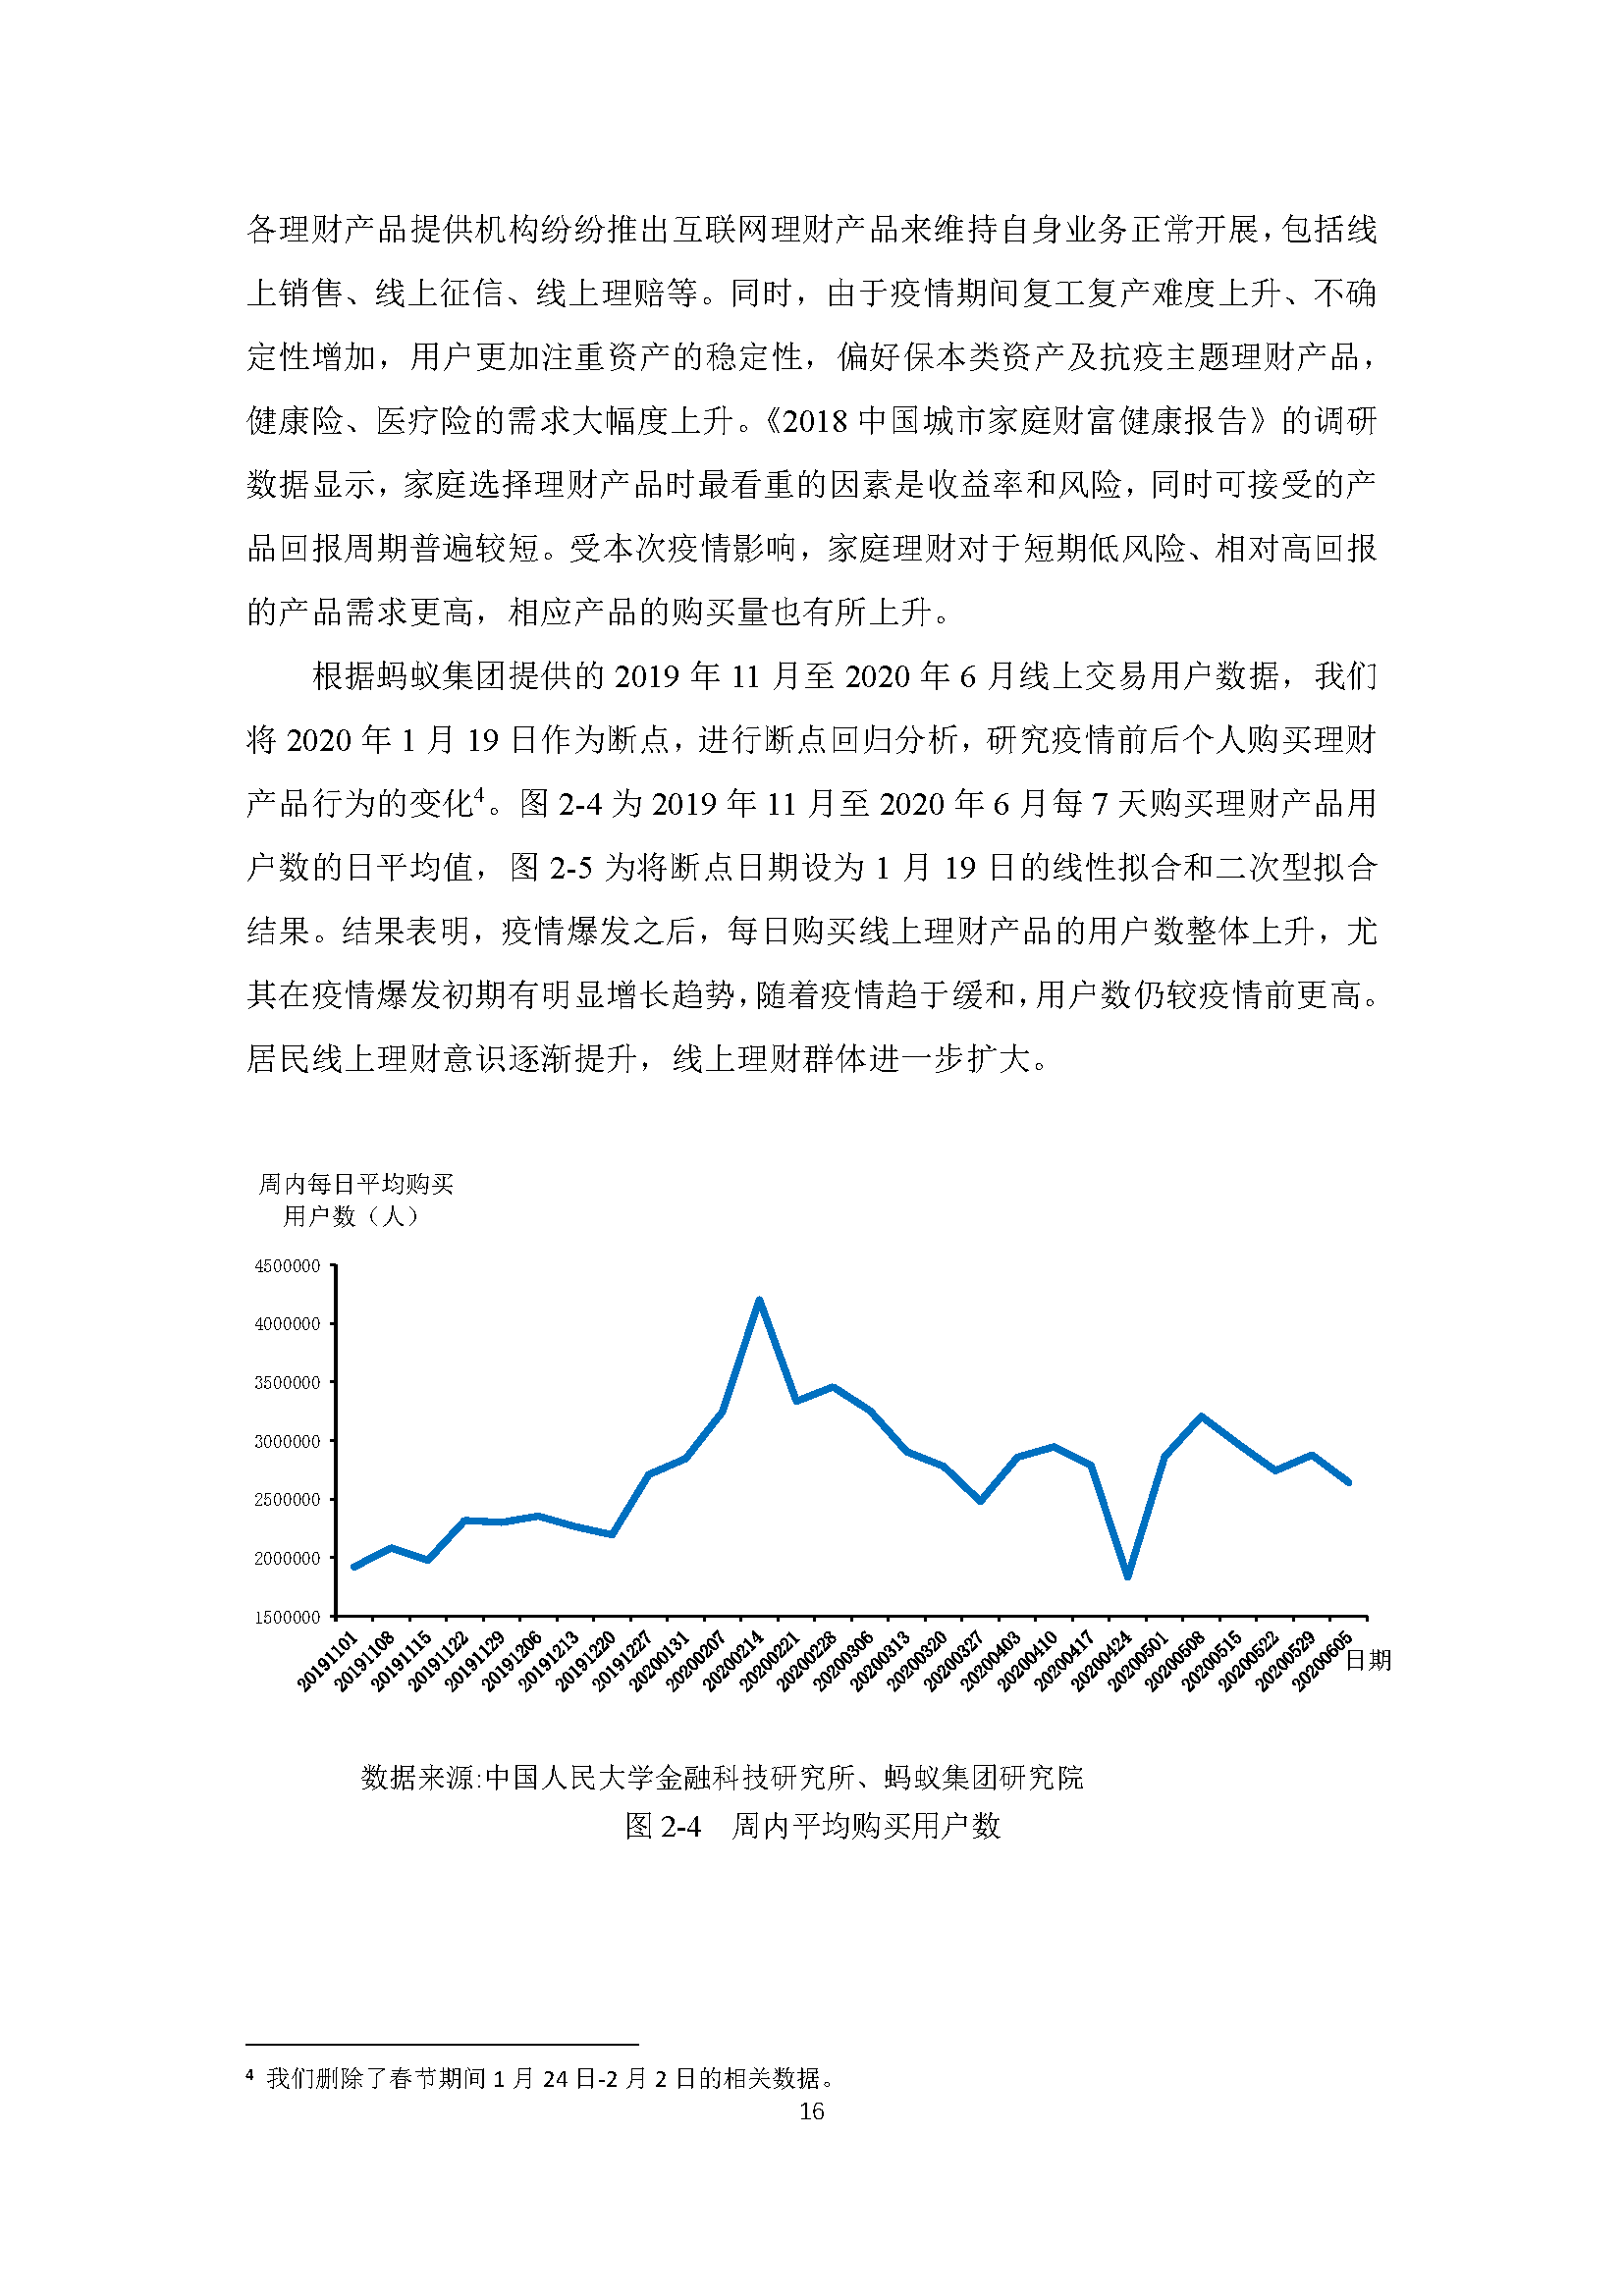 各理财产品提供机构纷纷推出互联网理财产品来维持自身业务正常开展，包括线
上销售、线上征信、线上理赔等。同时，由于疫情期间复工复产难度上升、不确
定性增加，用户更加注重资产的稳定性，偏好保本类资产及抗疫主题理财产品，
健康险、医疗险的需求大幅度上升。《2018 中国城市家庭财富健康报告》的调研
数据显示，家庭选择理财产品时最看重的因素是收益率和风险，同时可接受的产
品回报周期普遍较短。受本次疫情影响，家庭理财对于短期低风险、相对高回报
的产品需求更高，相应产品的购买量也有所上升。
根据蚂蚁集团提供的 2019 年 11 月至 2020 年 6 月线上交易用户数据，我们
将 2020 年 1 月 19 日作为断点，进行断点回归分析，研究疫情前后个人购买理财
产品行为的变化⁴。图 2-4 为 2019 年 11 月至 2020 年 6 月每 7 天购买理财产品用
户数的日平均值，图 2-5 为将断点日期设为 1 月 19 日的线性拟合和二次型拟合
结果。结果表明，疫情爆发之后，每日购买线上理财产品的用户数整体上升，尤
其在疫情爆发初期有明显增长趋势，随着疫情趋于缓和，用户数仍较疫情前更高。
居民线上理财意识逐渐提升，线上理财群体进一步扩大。
周内每日平均购买
用户数（人）
4500000
4000000
3500000
3000000
2500000
2000000
1500000
20191101
20191108
20191115
20191122
20191129
20191206
20191213
20191220
20191227
20200131
20200207
20200214
20200221
20200228
20200306
20200313
20200320
20200327
20200403
20200410
20200417
20200424
20200501
20200508
20200515
20200522
20200529
20200605
日期
数据来源:中国人民大学金融科技研究所、蚂蚁集团研究院
图 2-4 周内平均购买用户数
⁴ 我们删除了春节期间 1 月 24 日-2 月 2 日的相关数据。
16